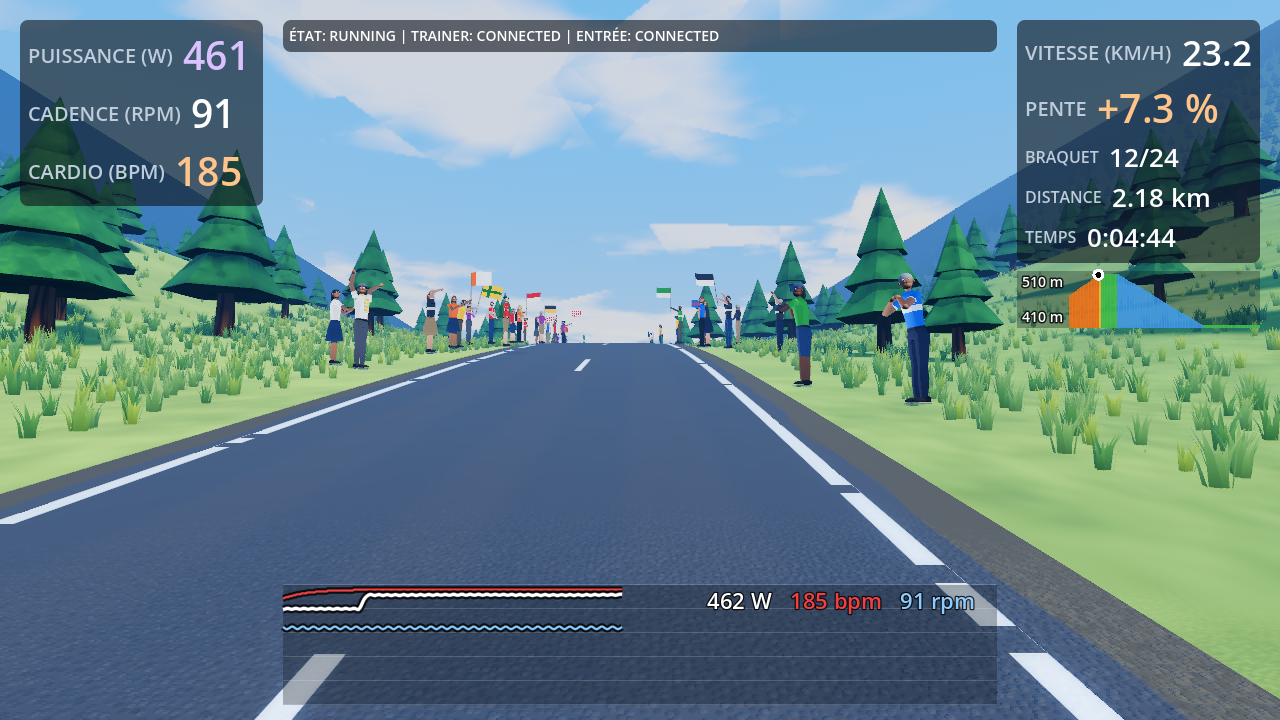 PUISSANCE (W) 461
CADENCE (RPM) 91
CARDIO (BPM) 185
ÉTAT: RUNNING | TRAINER: CONNECTED | ENTRÉE: CONNECTED
VITESSE (KM/H) 23.2
PENTE +7.3 %
BRAQUET 12/24
DISTANCE 2.18 km
TEMPS 0:04:44
510 m
410 m
462 W 185 bpm 91 rpm